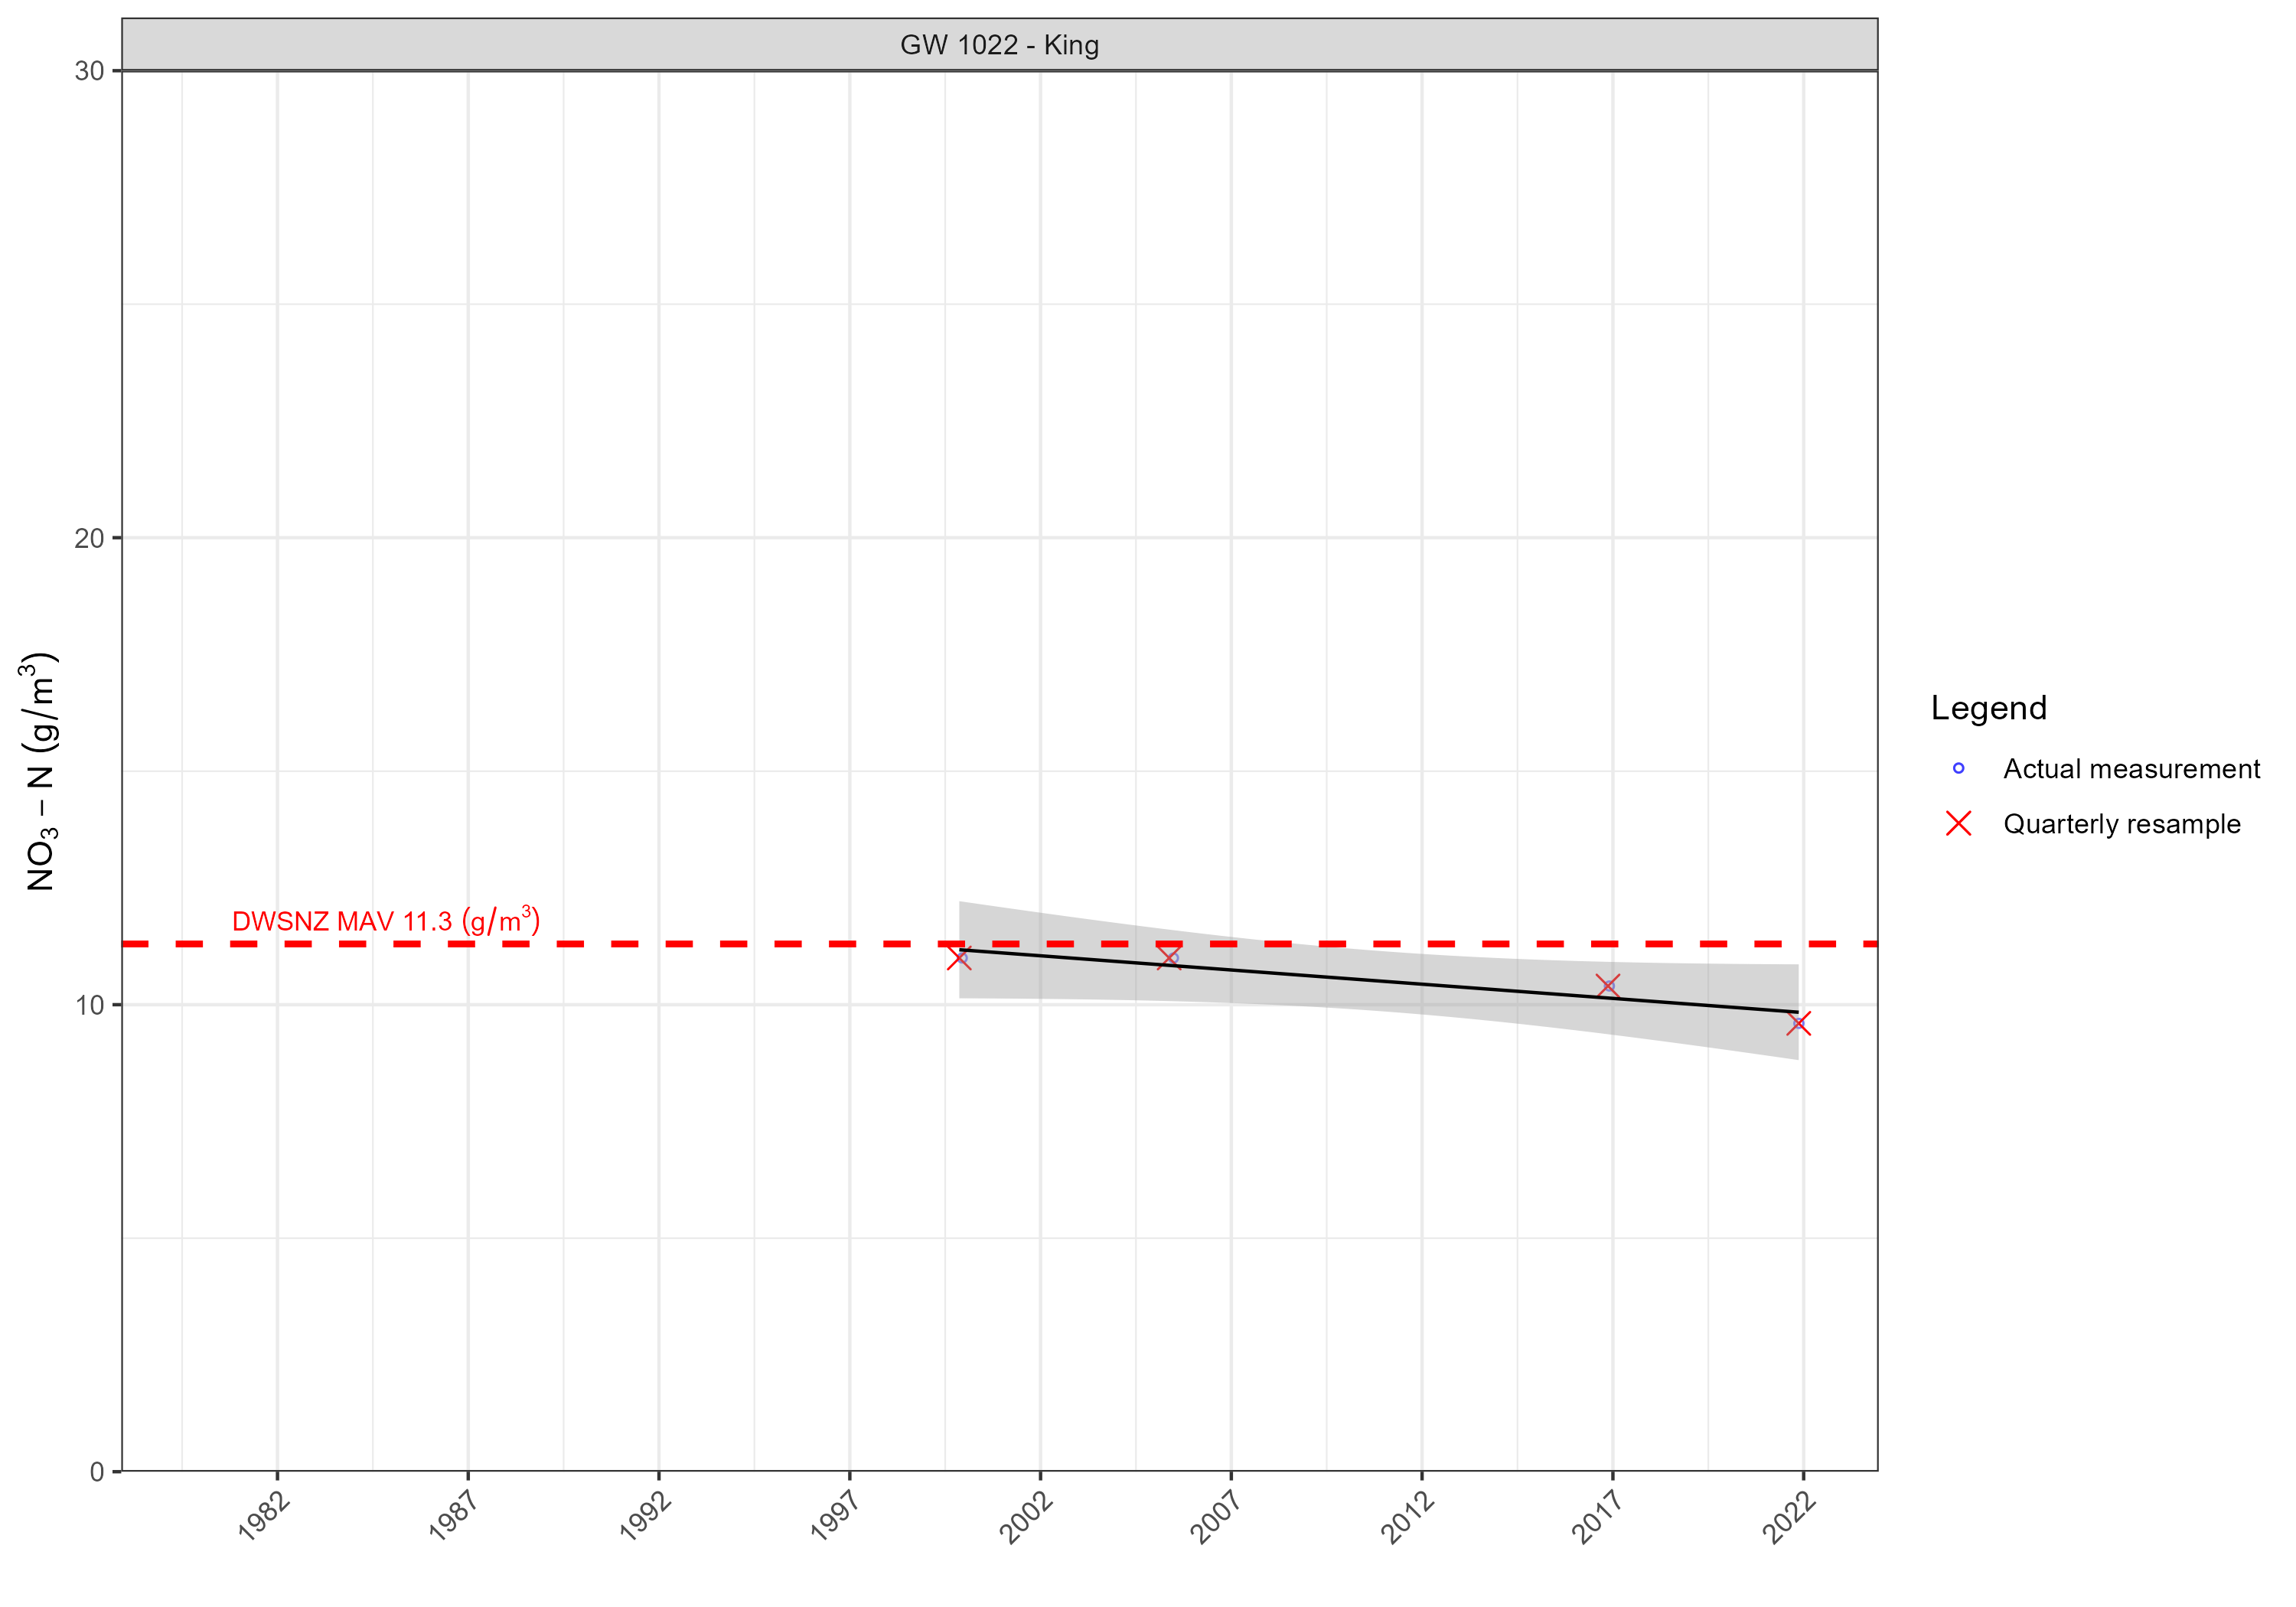 GW 1022 - King
30
20
10
0
NO₃ – N (g/m³)
DWSNZ MAV 11.3 (g/m³)
1982
1987
1992
1997
2002
2007
2012
2017
2022
Legend
Actual measurement
Quarterly resample